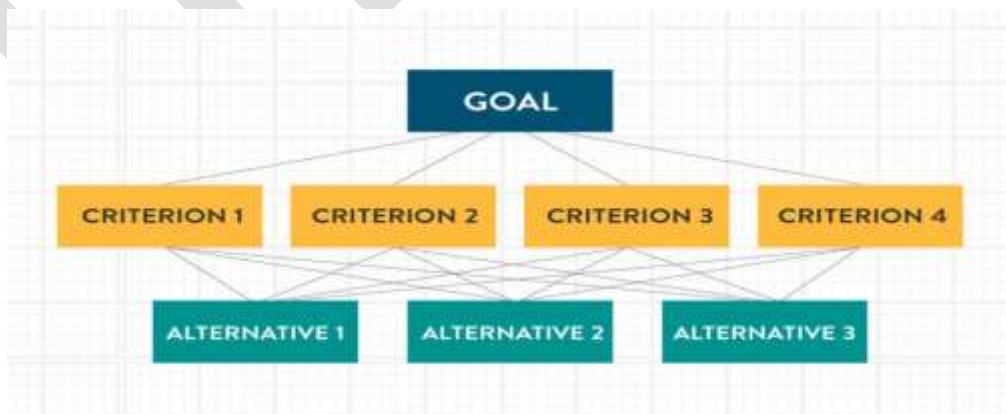 GOAL
CRITERION 1 CRITERION 2 CRITERION 3 CRITERION 4
ALTERNATIVE 1 ALTERNATIVE 2 ALTERNATIVE 3